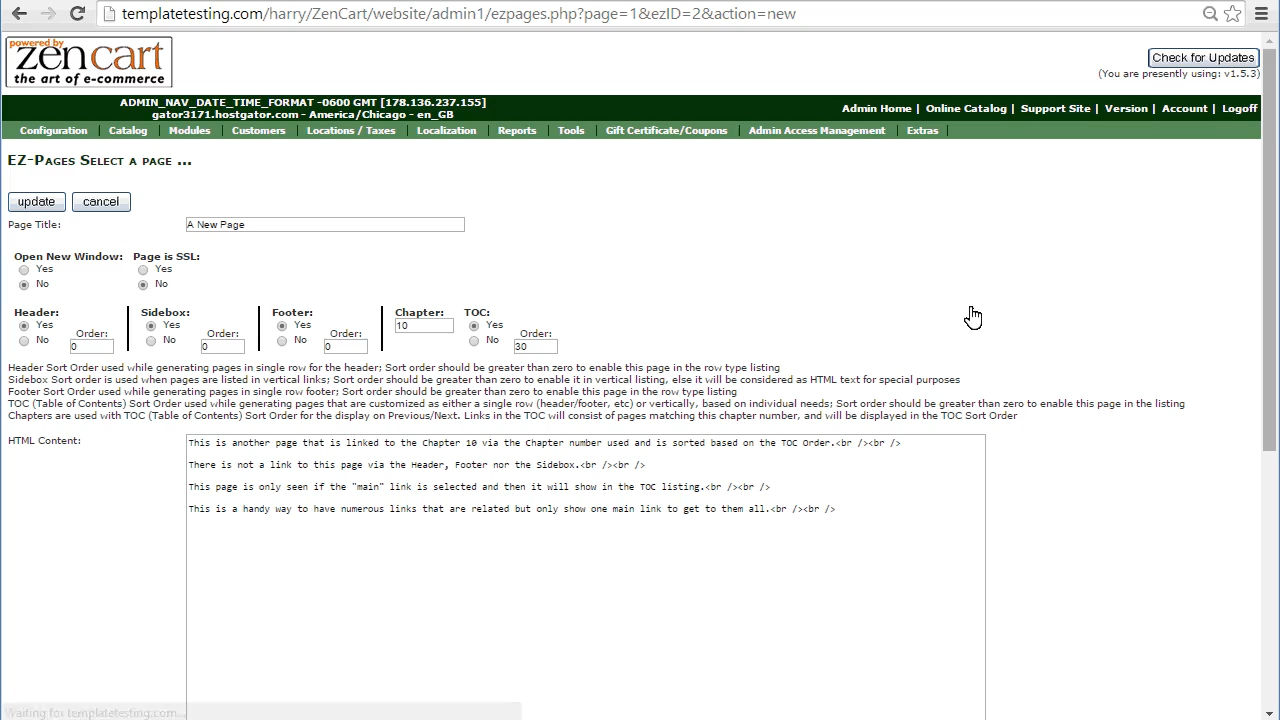 templatetesting.com/harry/ZenCart/website/admin1/ezpages.php?page=1&ezID=2&action=new
powered by
zen cart
the art of e-commerce
Check for Updates
(You are presently using: v1.5.3)
ADMIN_NAV_DATE_TIME_FORMAT -0600 GMT [178.136.237.155]
gator3171.hostgator.com - America/Chicago - en_GB
Admin Home | Online Catalog | Support Site | Version | Account | Logoff
Configuration | Catalog | Modules | Customers | Locations / Taxes | Localization | Reports | Tools | Gift Certificate/Coupons | Admin Access Management | Extras |
EZ-Pages Select a page ...
update cancel
Page Title: A New Page
Open New Window: Page is SSL:
Yes Yes
No No
Header: Sidebox: Footer: Chapter: TOC:
Yes Yes Yes 10 Yes
No Order: No Order: No Order: No Order:
0 0 0 30
Header Sort Order used while generating pages in single row for the header; Sort order should be greater than zero to enable this page in the row type listing
Sidebox Sort order is used when pages are listed in vertical links; Sort order should be greater than zero to enable it in vertical listing, else it will be considered as HTML text for special purposes
Footer Sort Order used while generating pages in single row footer; Sort order should be greater than zero to enable this page in the row type listing
TOC (Table of Contents) Sort Order used while generating pages that are customized as either a single row (header/footer, etc) or vertically, based on individual needs; Sort order should be greater than zero to enable this page in the listing
Chapters are used with TOC (Table of Contents) Sort Order for the display on Previous/Next. Links in the TOC will consist of pages matching this chapter number, and will be displayed in the TOC Sort Order
HTML Content:
This is another page that is linked to the Chapter 10 via the Chapter number used and is sorted based on the TOC Order.<br /><br />
There is not a link to this page via the Header, Footer nor the Sidebox.<br /><br />
This page is only seen if the "main" link is selected and then it will show in the TOC listing.<br /><br />
This is a handy way to have numerous links that are related but only show one main link to get to them all.<br /><br />
Waiting for templatetesting.com...